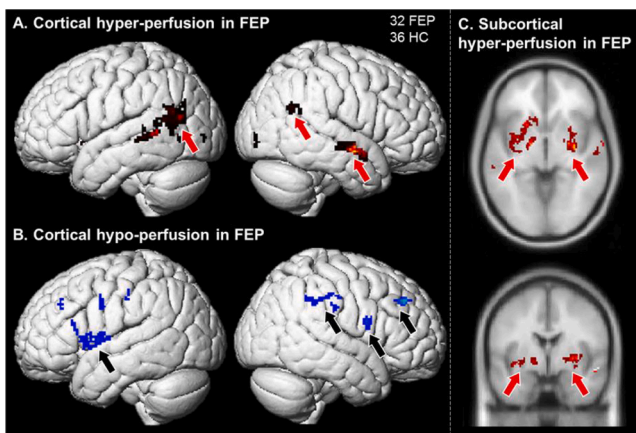 A. Cortical hyper-perfusion in FEP
32 FEP
36 HC
B. Cortical hypo-perfusion in FEP
C. Subcortical
hyper-perfusion in FEP